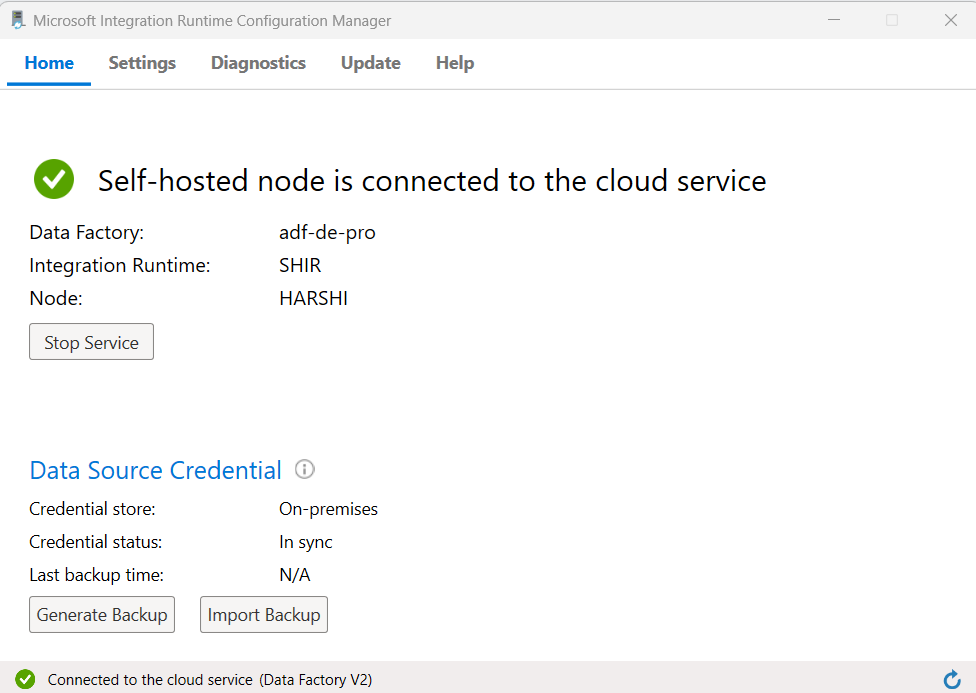 Microsoft Integration Runtime Configuration Manager
Home Settings Diagnostics Update Help
Self-hosted node is connected to the cloud service
Data Factory: adf-de-pro
Integration Runtime: SHIR
Node: HARSHI
Stop Service
Data Source Credential
Credential store: On-premises
Credential status: In sync
Last backup time: N/A
Generate Backup Import Backup
Connected to the cloud service (Data Factory V2)